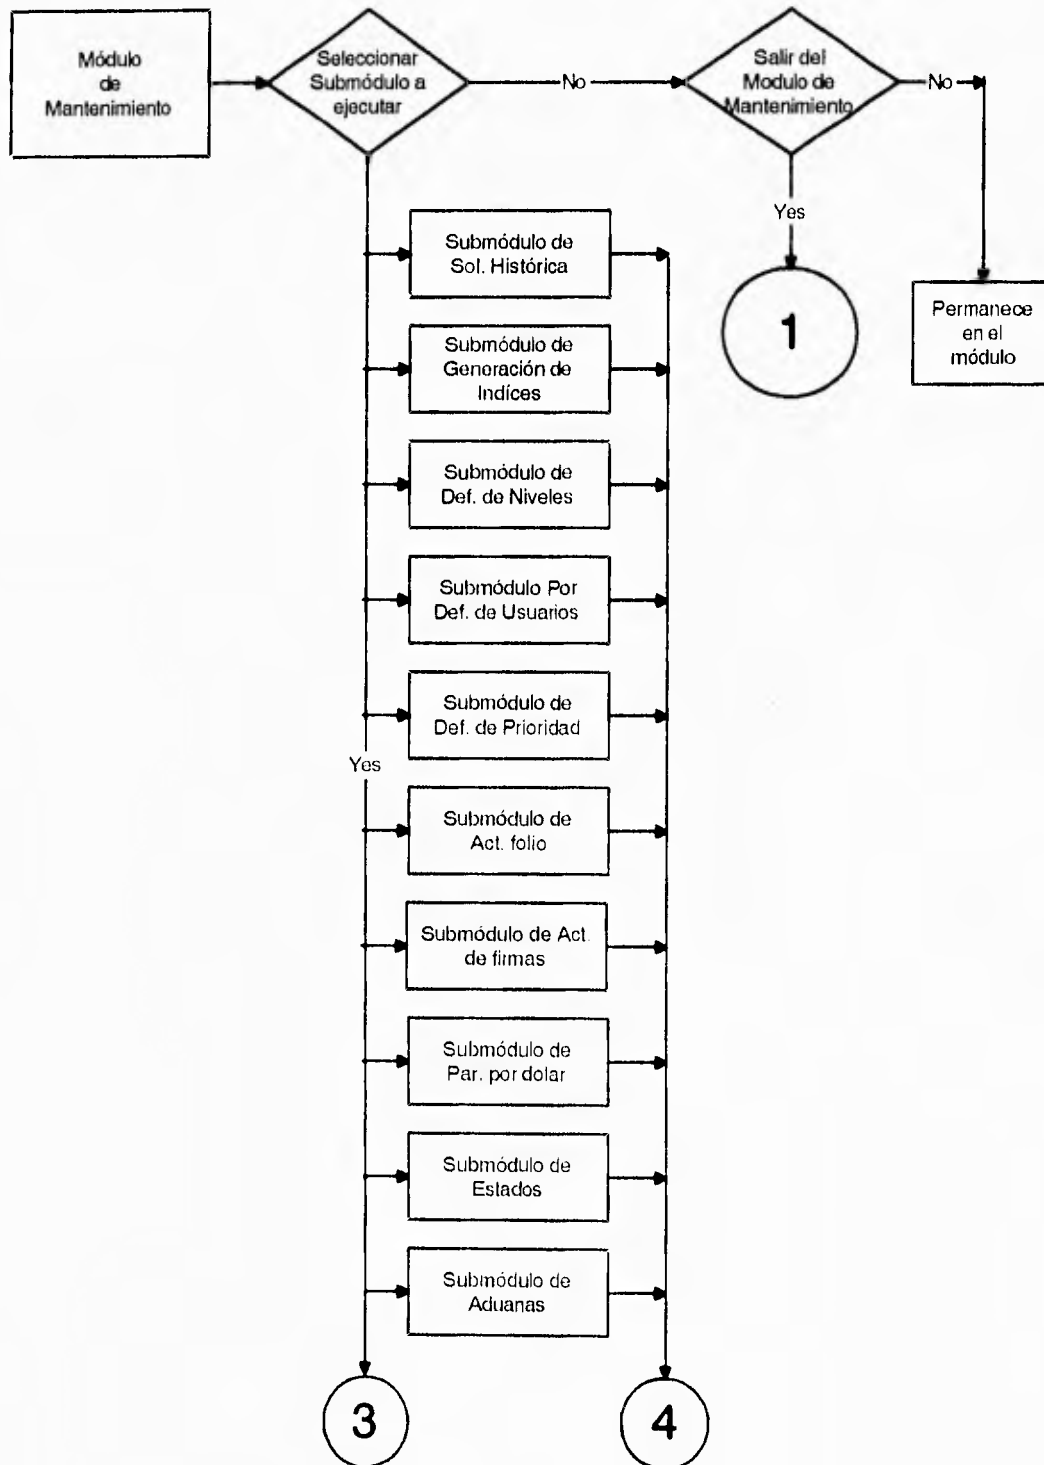 Módulo
de
Mantenimiento
Seleccionar
Submódulo a
ejecutar
No
Salir del
Modulo de
Mantenimiento
No
Yes
1
Permanece
en el
módulo
Submódulo de
Sol. Histórica
Submódulo de
Generación de
Indíces
Submódulo de
Def. de Niveles
Submódulo Por
Def. de Usuarios
Submódulo de
Def. de Prioridad
Yes
Submódulo de
Act. folio
Submódulo de Act.
de firmas
Submódulo de
Par. por dolar
Submódulo de
Estados
Submódulo de
Aduanas
3
4